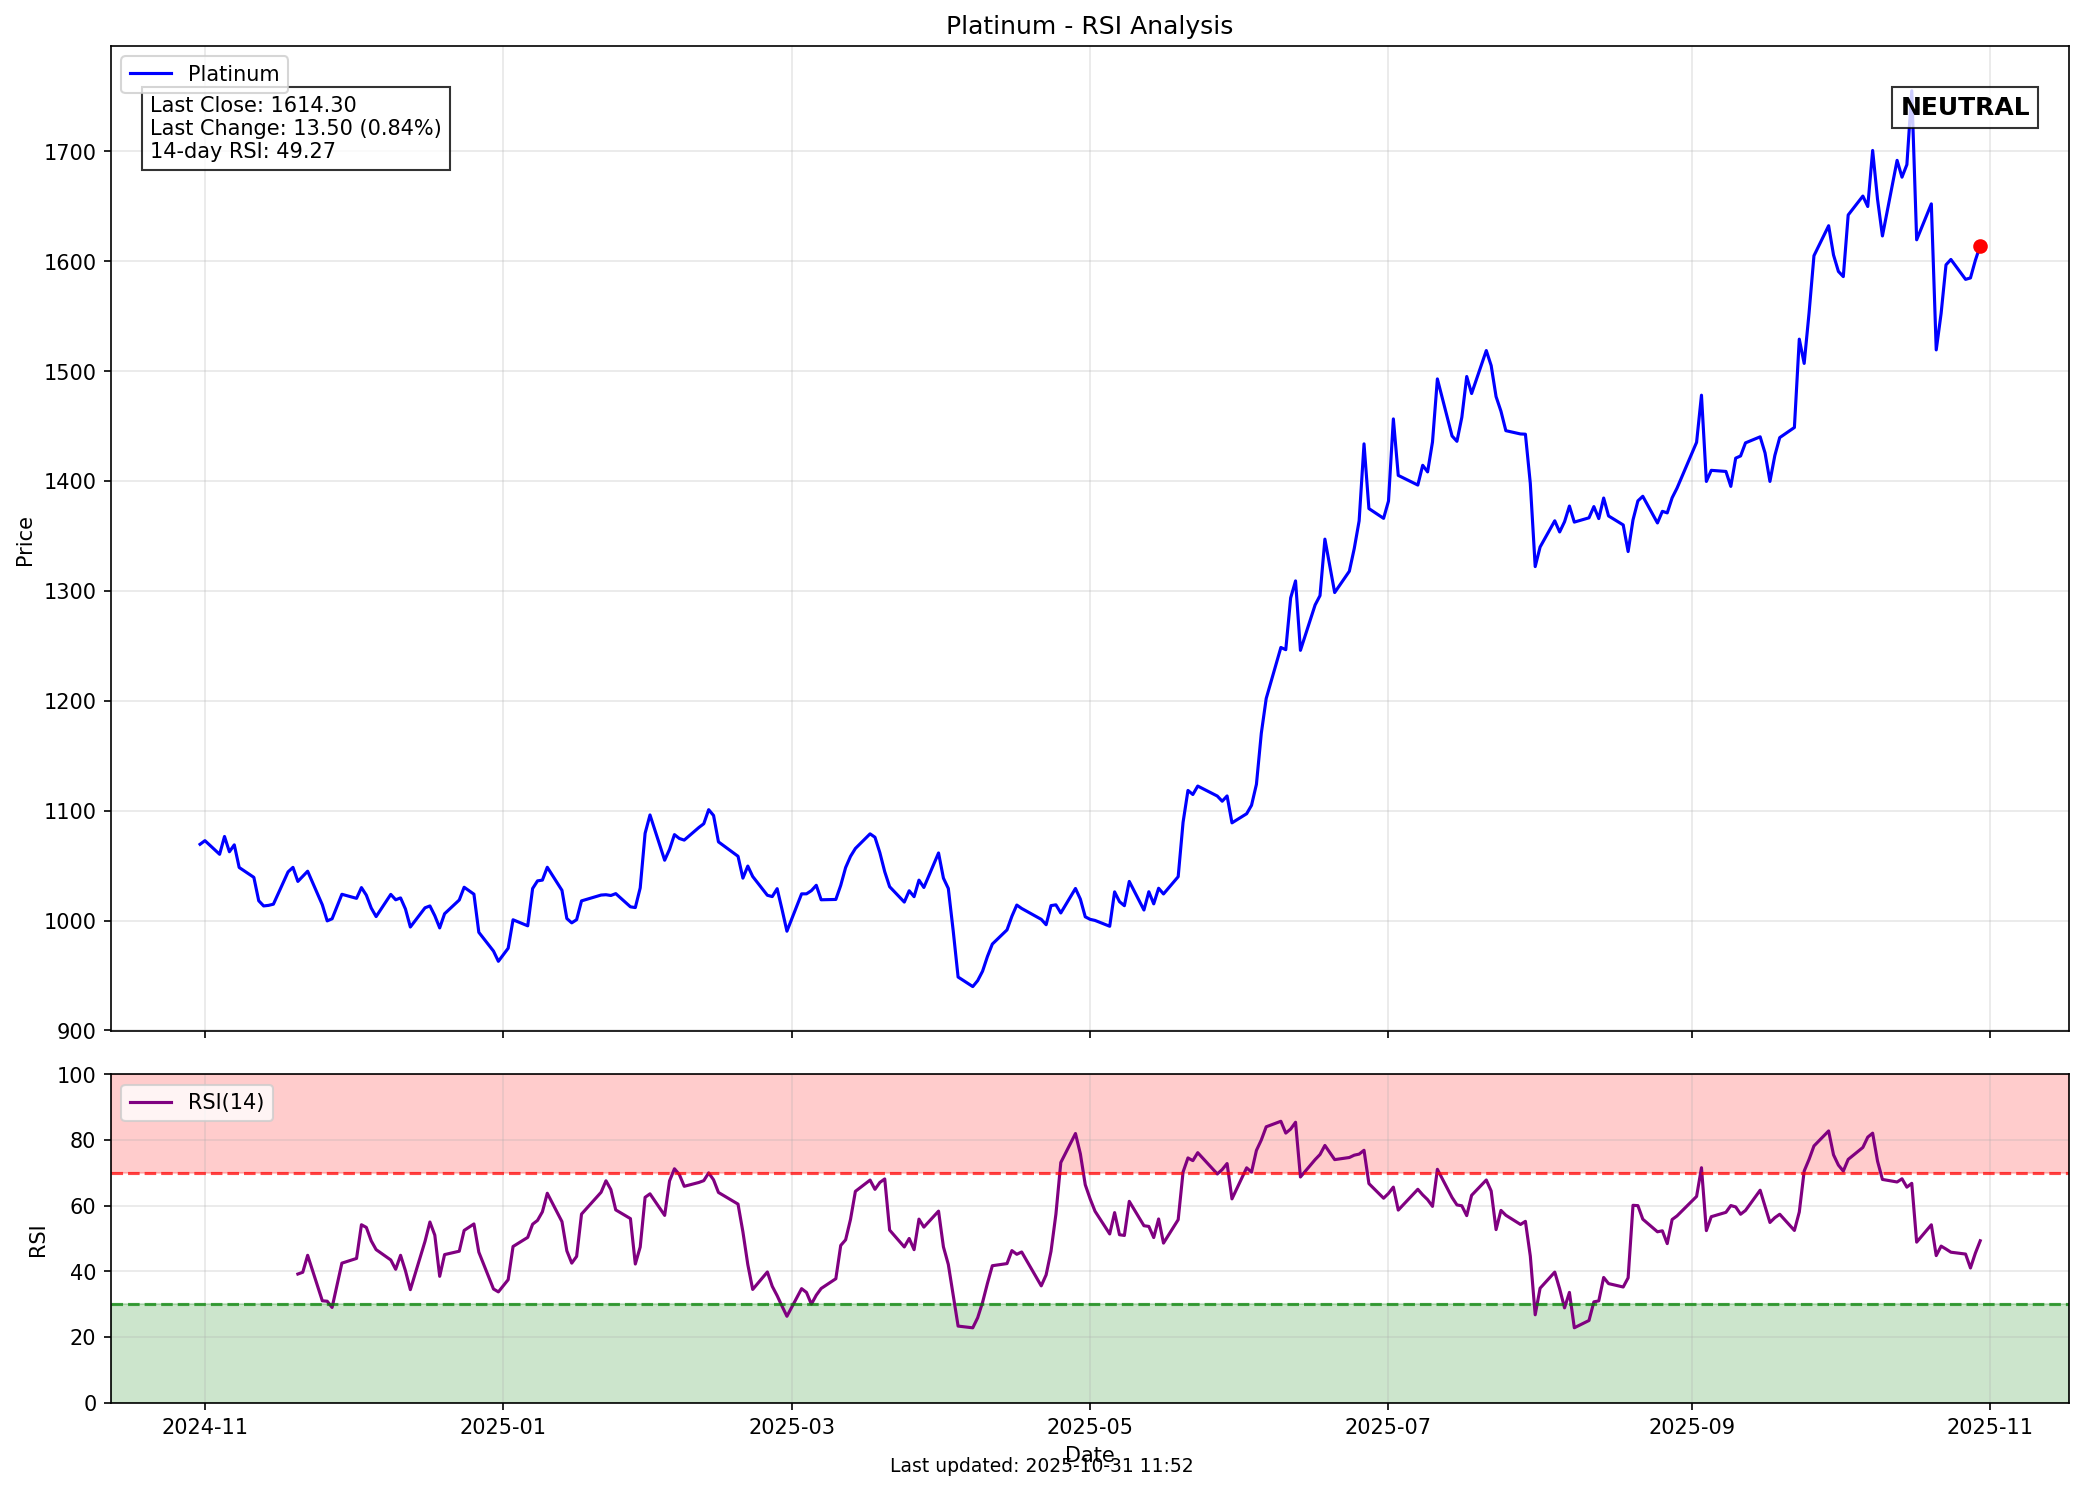 Platinum - RSI Analysis
Platinum
Last Close: 1614.30
Last Change: 13.50 (0.84%)
14-day RSI: 49.27
NEUTRAL
1700
1600
1500
1400
1300
1200
1100
1000
900
Price
100
80
60
40
20
0
RSI
RSI(14)
2024-11
2025-01
2025-03
2025-05
2025-07
2025-09
2025-11
Date
Last updated: 2025-10-31 11:52